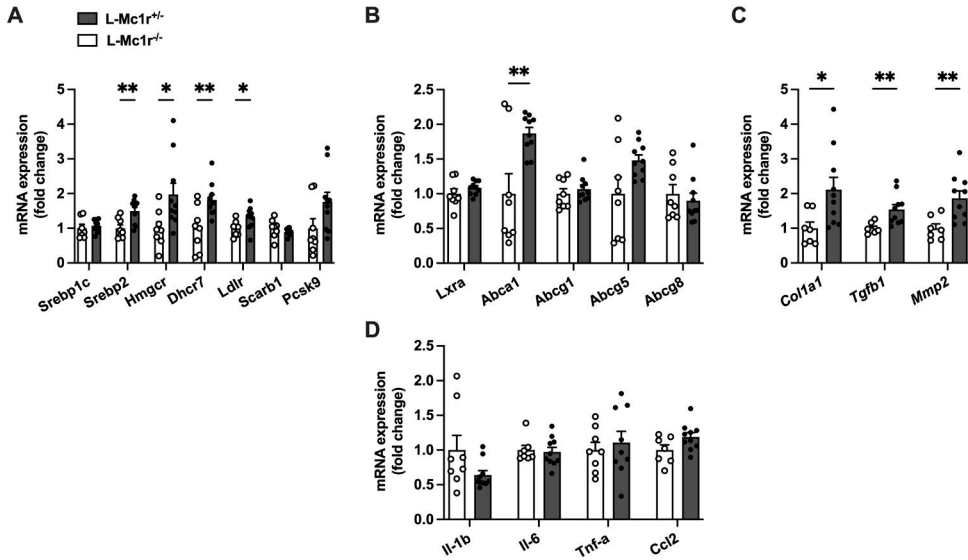 A
L-Mc1r+/-
L-Mc1r-/-
mRNA expression
(fold change)
5
4
3
2
1
0
** * ** *
Srebp1c Srebp2 Hmgcr Dhcr7 Ldlr Scarb1 Pcsk9
B
mRNA expression
(fold change)
2.5
2.0
1.5
1.0
0.5
0.0
**
Lxra Abca1 Abcg1 Abcg5 Abcg8
C
mRNA expression
(fold change)
5
4
3
2
1
0
* ** **
Col1a1 Tgfb1 Mmp2
D
mRNA expression
(fold change)
2.5
2.0
1.5
1.0
0.5
0.0
Il-1b Il-6 Tnf-a Ccl2